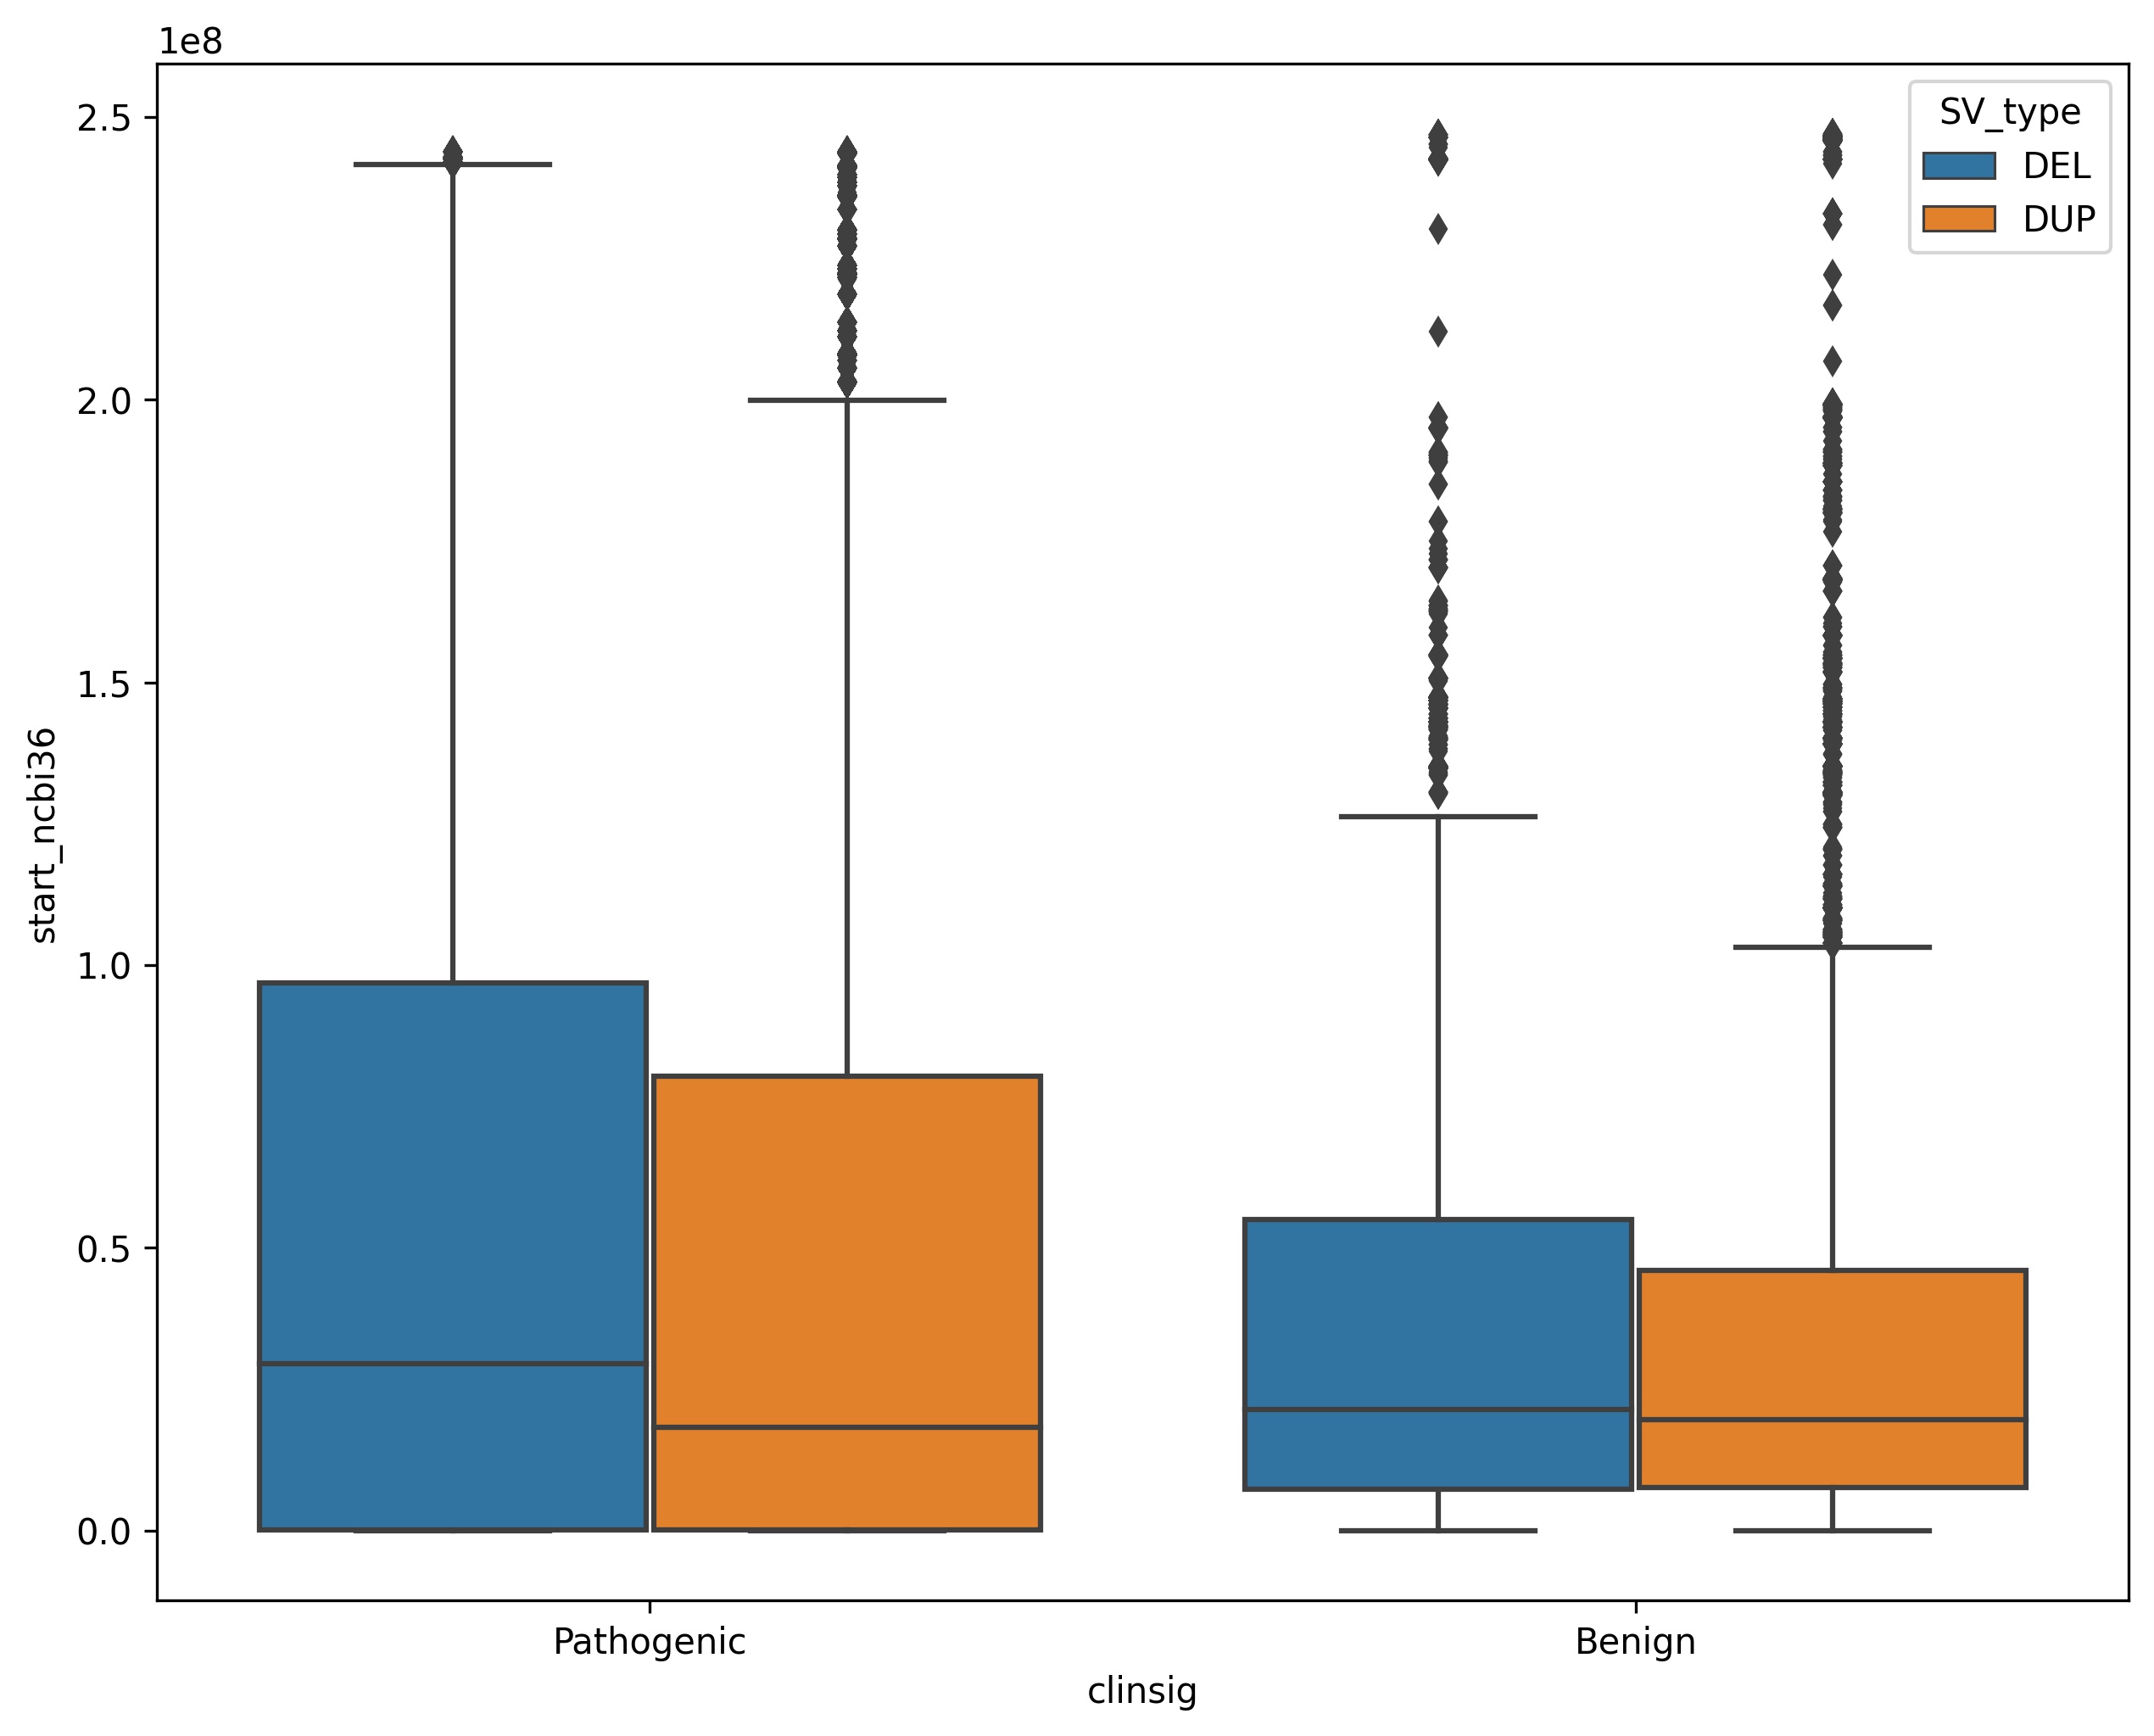 1e8
2.5
2.0
1.5
1.0
0.5
0.0
start_ncbi36
SV_type
DEL
DUP
Pathogenic
Benign
clinsig